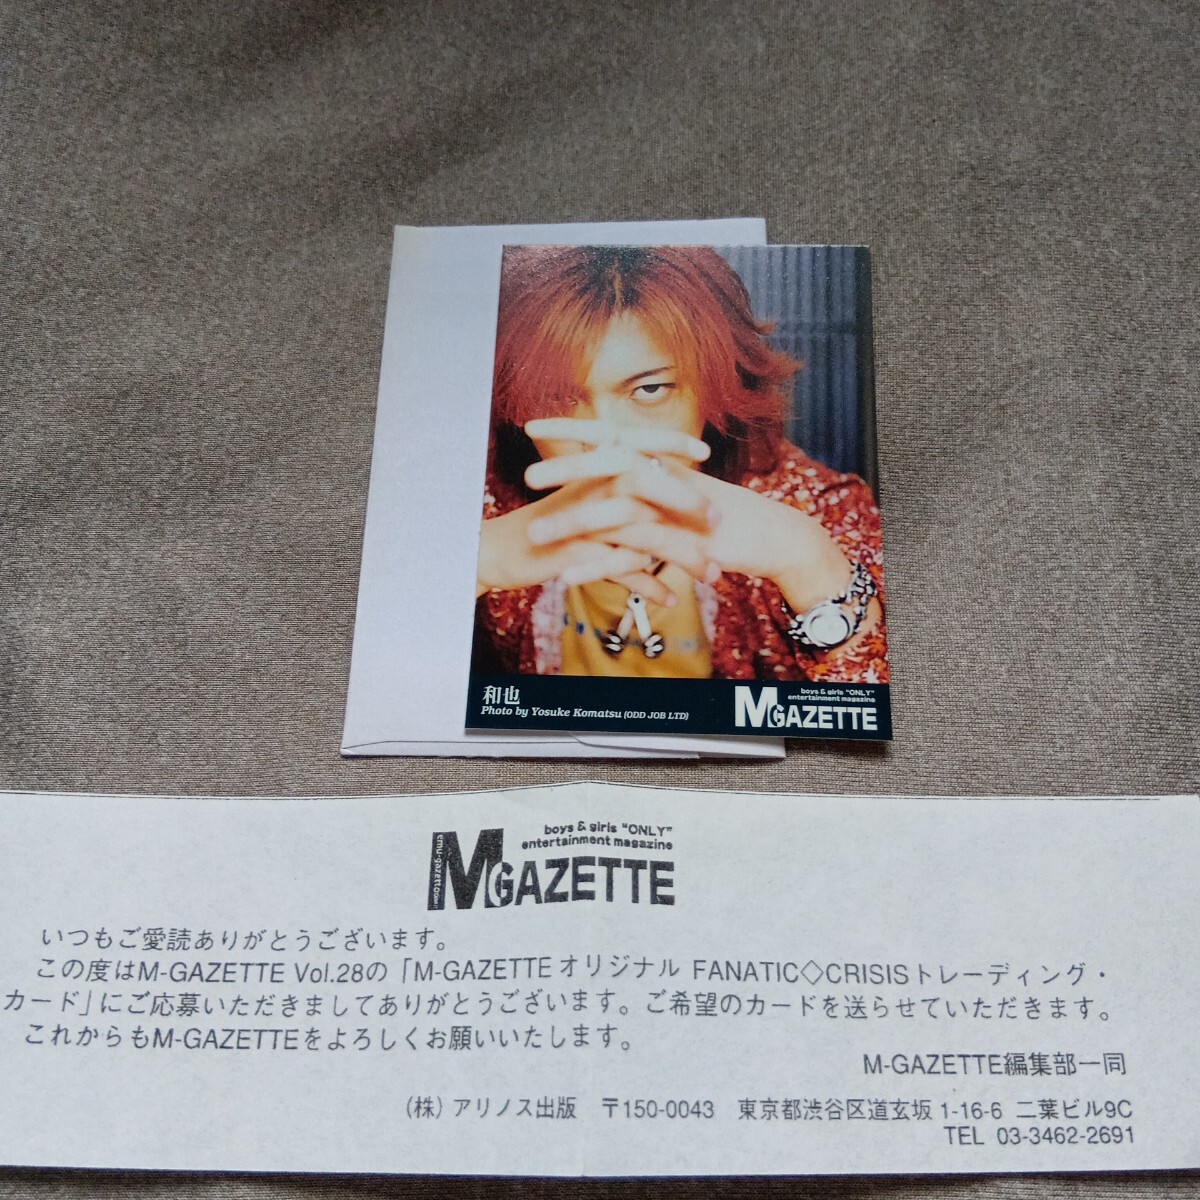 和也
Photo by Yosuke Komatsu (ODD JOB LTD)
boys & girls "ONLY"
entertainment magazine
M-GAZETTE
boys & girls "ONLY"
entertainment magazine
M-GAZETTE
いつもご愛読ありがとうございます。
この度はM-GAZETTE Vol.28の「M-GAZETTEオリジナル FANATIC◇CRISISトレーディング・
カード」にご応募いただきましてありがとうございます。ご希望のカードを送らせていただきます。
これからもM-GAZETTEをよろしくお願いいたします。
M-GAZETTE編集部一同
(株) アリノス出版 〒150-0043 東京都渋谷区道玄坂1-16-6 二葉ビル9C
TEL 03-3462-2691